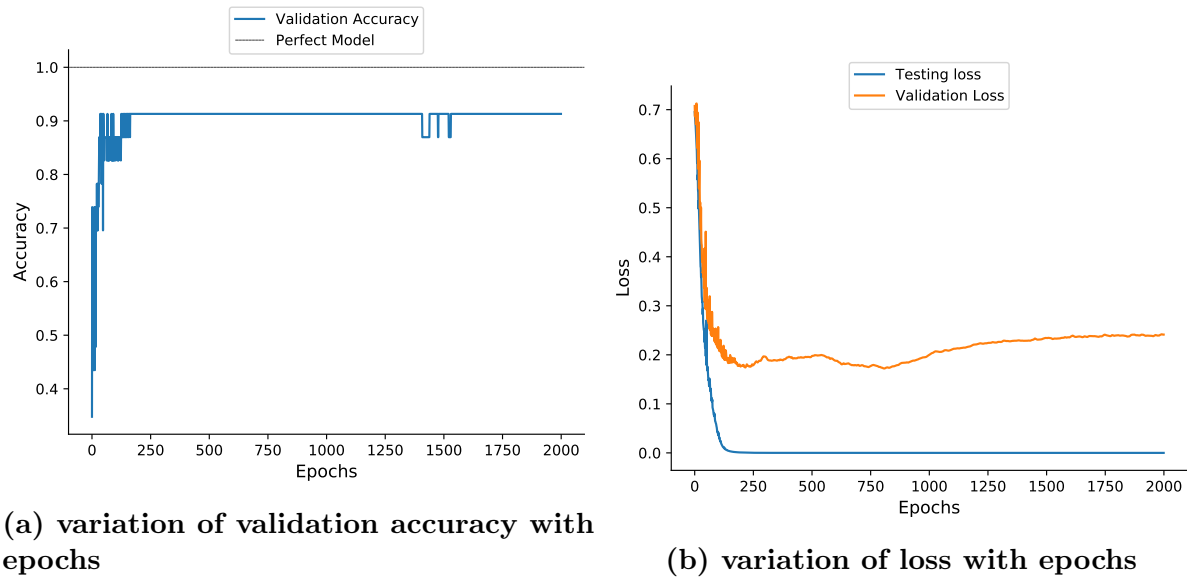 Validation Accuracy
Perfect Model
1.0
0.9
0.8
0.7
0.6
0.5
0.4
Accuracy
0 250 500 750 1000 1250 1500 1750 2000
Epochs
(a) variation of validation accuracy with
epochs
Testing loss
Validation Loss
0.7
0.6
0.5
0.4
0.3
0.2
0.1
0.0
Loss
0 250 500 750 1000 1250 1500 1750 2000
Epochs
(b) variation of loss with epochs